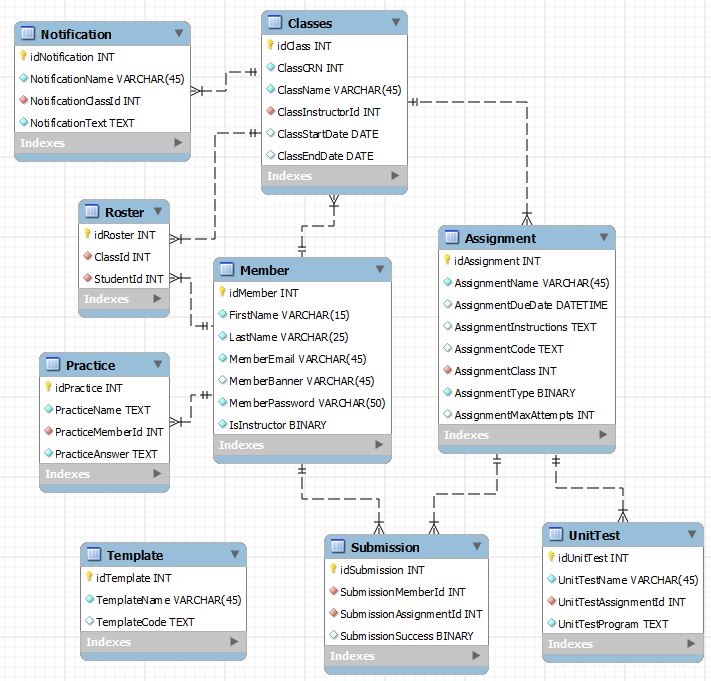 Notification
idNotification INT
NotificationName VARCHAR(45)
NotificationClassId INT
NotificationText TEXT
Indexes
Classes
idClass INT
ClassCRN INT
ClassName VARCHAR(45)
ClassInstructorId INT
ClassStartDate DATE
ClassEndDate DATE
Indexes
Roster
idRoster INT
ClassId INT
StudentId INT
Indexes
Member
idMember INT
FirstName VARCHAR(15)
LastName VARCHAR(25)
MemberEmail VARCHAR(45)
MemberBanner VARCHAR(45)
MemberPassword VARCHAR(50)
IsInstructor BINARY
Indexes
Assignment
idAssignment INT
AssignmentName VARCHAR(45)
AssignmentDueDate DATETIME
AssignmentInstructions TEXT
AssignmentCode TEXT
AssignmentClass INT
AssignmentType BINARY
AssignmentMaxAttempts INT
Indexes
Practice
idPractice INT
PracticeName TEXT
PracticeMemberId INT
PracticeAnswer TEXT
Indexes
Template
idTemplate INT
TemplateName VARCHAR(45)
TemplateCode TEXT
Indexes
Submission
idSubmission INT
SubmissionMemberId INT
SubmissionAssignmentId INT
SubmissionSuccess BINARY
Indexes
UnitTest
idUnitTest INT
UnitTestName VARCHAR(45)
UnitTestAssignmentId INT
UnitTestProgram TEXT
Indexes